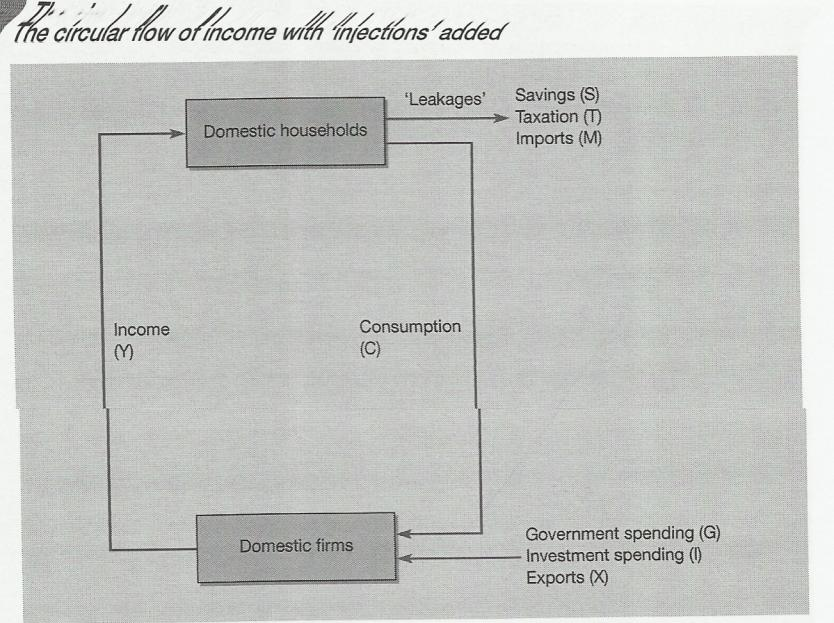 The circular flow of income with 'injections' added
'Leakages'
Savings (S)
Taxation (T)
Imports (M)
Domestic households
Income
(Y)
Consumption
(C)
Domestic firms
Government spending (G)
Investment spending (I)
Exports (X)